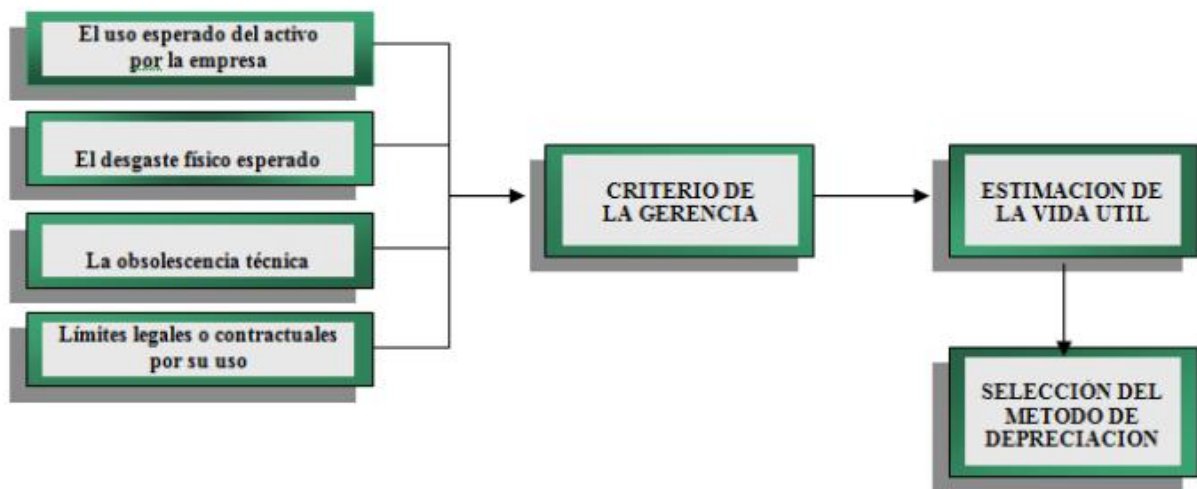 El uso esperado del activo
por la empresa
El desgaste físico esperado
La obsolescencia técnica
Límites legales o contractuales
por su uso
CRITERIO DE
LA GERENCIA
ESTIMACION DE
LA VIDA UTIL
SELECCIÓN DEL
METODO DE
DEPRECIACION